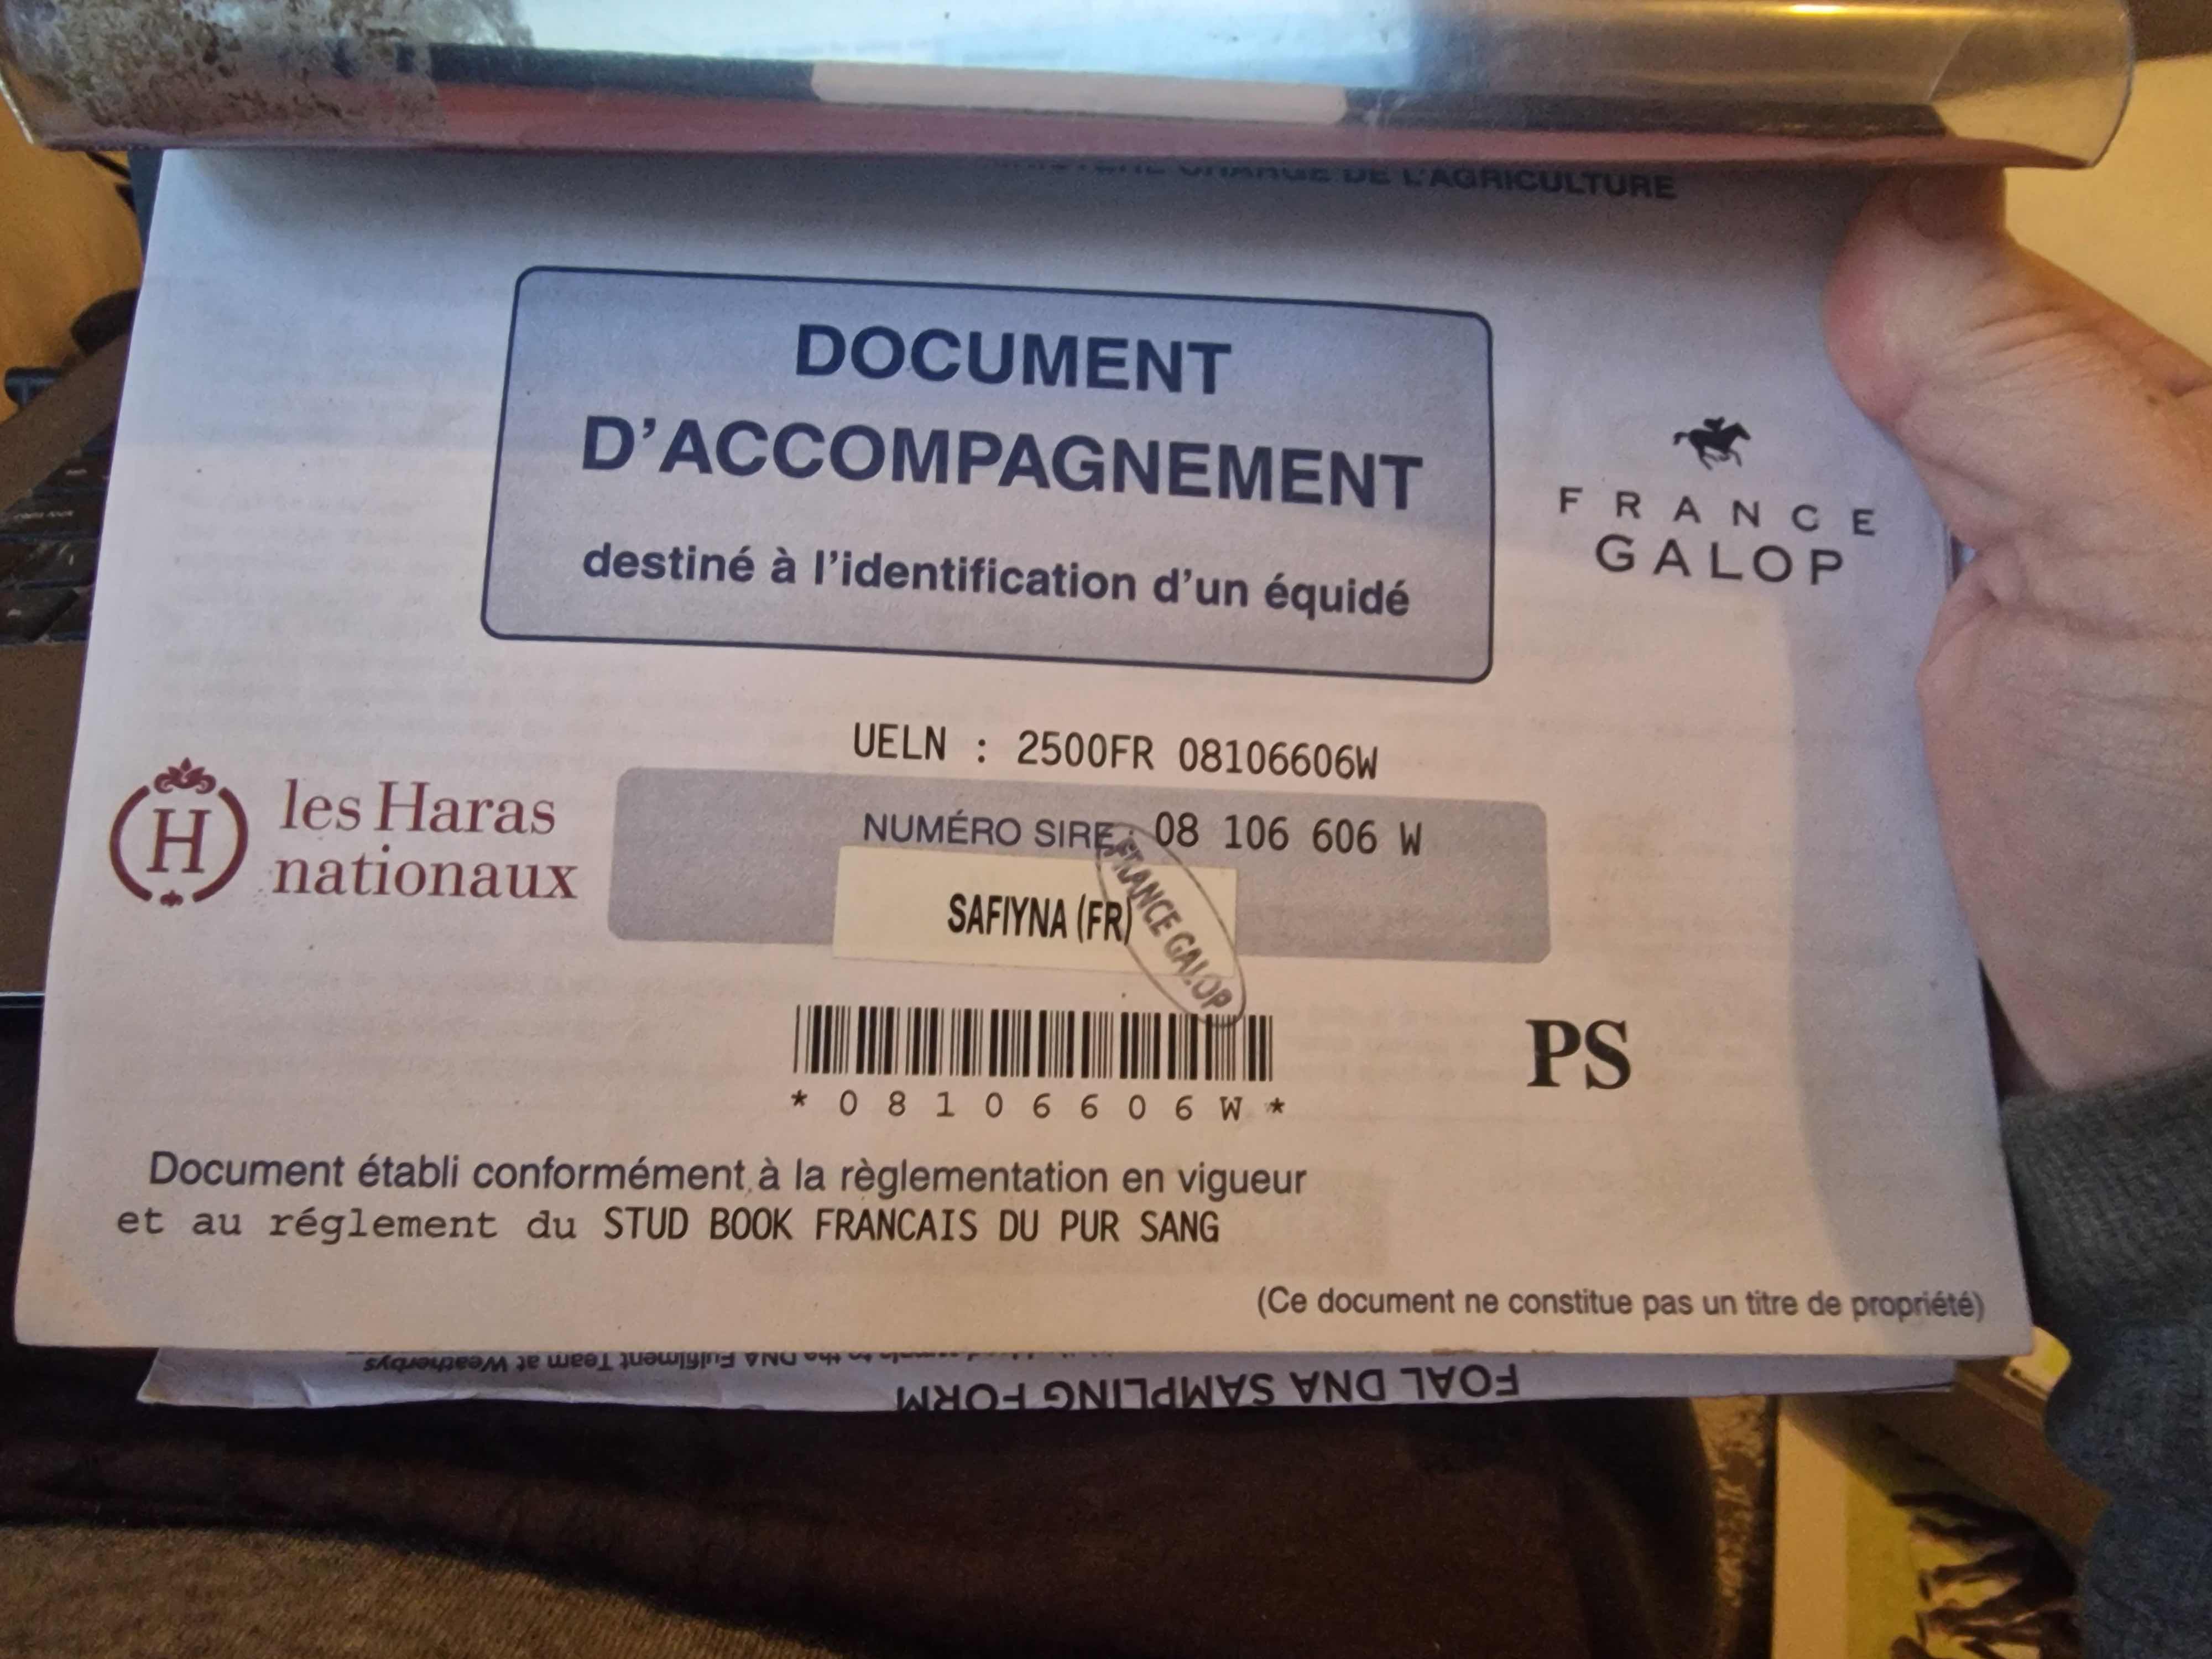 DE L'AGRICULTURE
DOCUMENT
D'ACCOMPAGNEMENT
destiné à l'identification d'un équidé
FRANCE
GALOP
UELN : 2500FR 08106606W
les Haras
nationaux
H
NUMÉRO SIRE : 08 106 606 W
SAFIYNA (FR)
FRANCE GALOP
* 0 8 1 0 6 6 0 6 W *
PS
Document établi conformément à la règlementation en vigueur
et au réglement du STUD BOOK FRANCAIS DU PUR SANG
(Ce document ne constitue pas un titre de propriété)
to the DNA Fulfilment Team at Weatherbys
FOAL DNA SAMPLING FORM